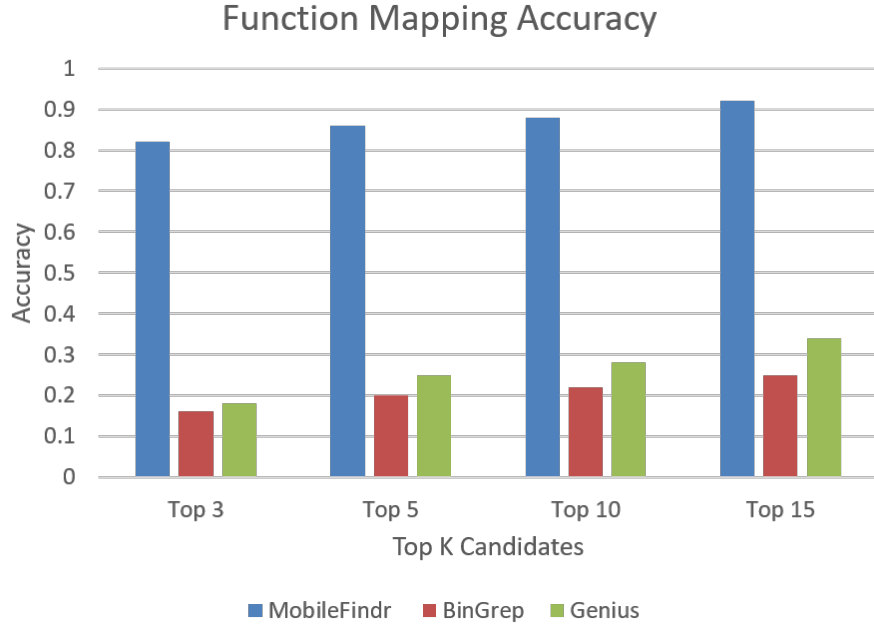 Function Mapping Accuracy
1
0.9
0.8
0.7
0.6
0.5
0.4
0.3
0.2
0.1
0
Accuracy
Top 3 Top 5 Top 10 Top 15
Top K Candidates
MobileFindr BinGrep Genius